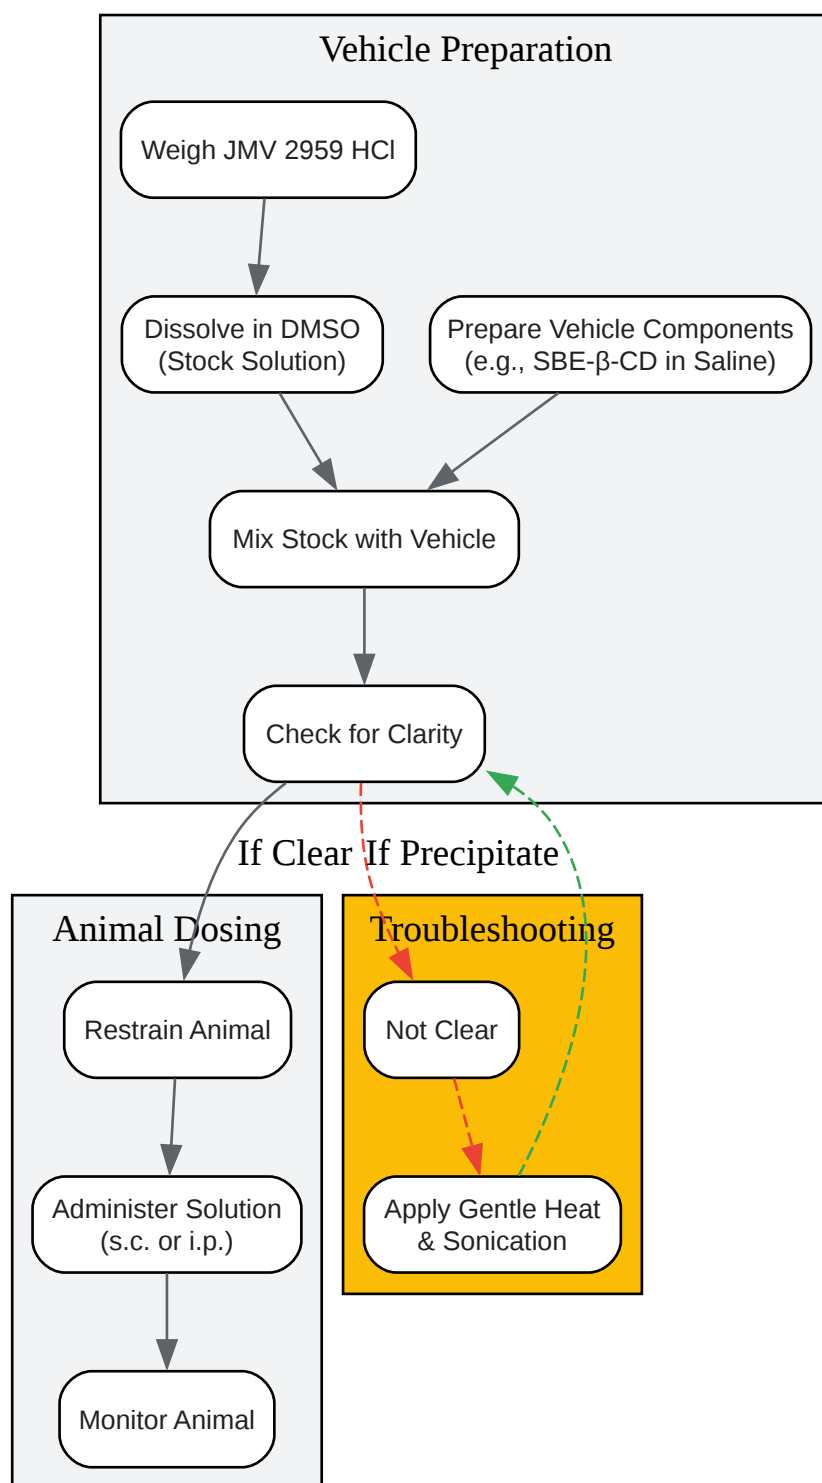 Vehicle Preparation
Weigh JMV 2959 HCl
Dissolve in DMSO
(Stock Solution)
Prepare Vehicle Components
(e.g., SBE-β-CD in Saline)
Mix Stock with Vehicle
Check for Clarity
If Clear
If Precipitate
Animal Dosing
Restrain Animal
Administer Solution
(s.c. or i.p.)
Monitor Animal
Troubleshooting
Not Clear
Apply Gentle Heat
& Sonication